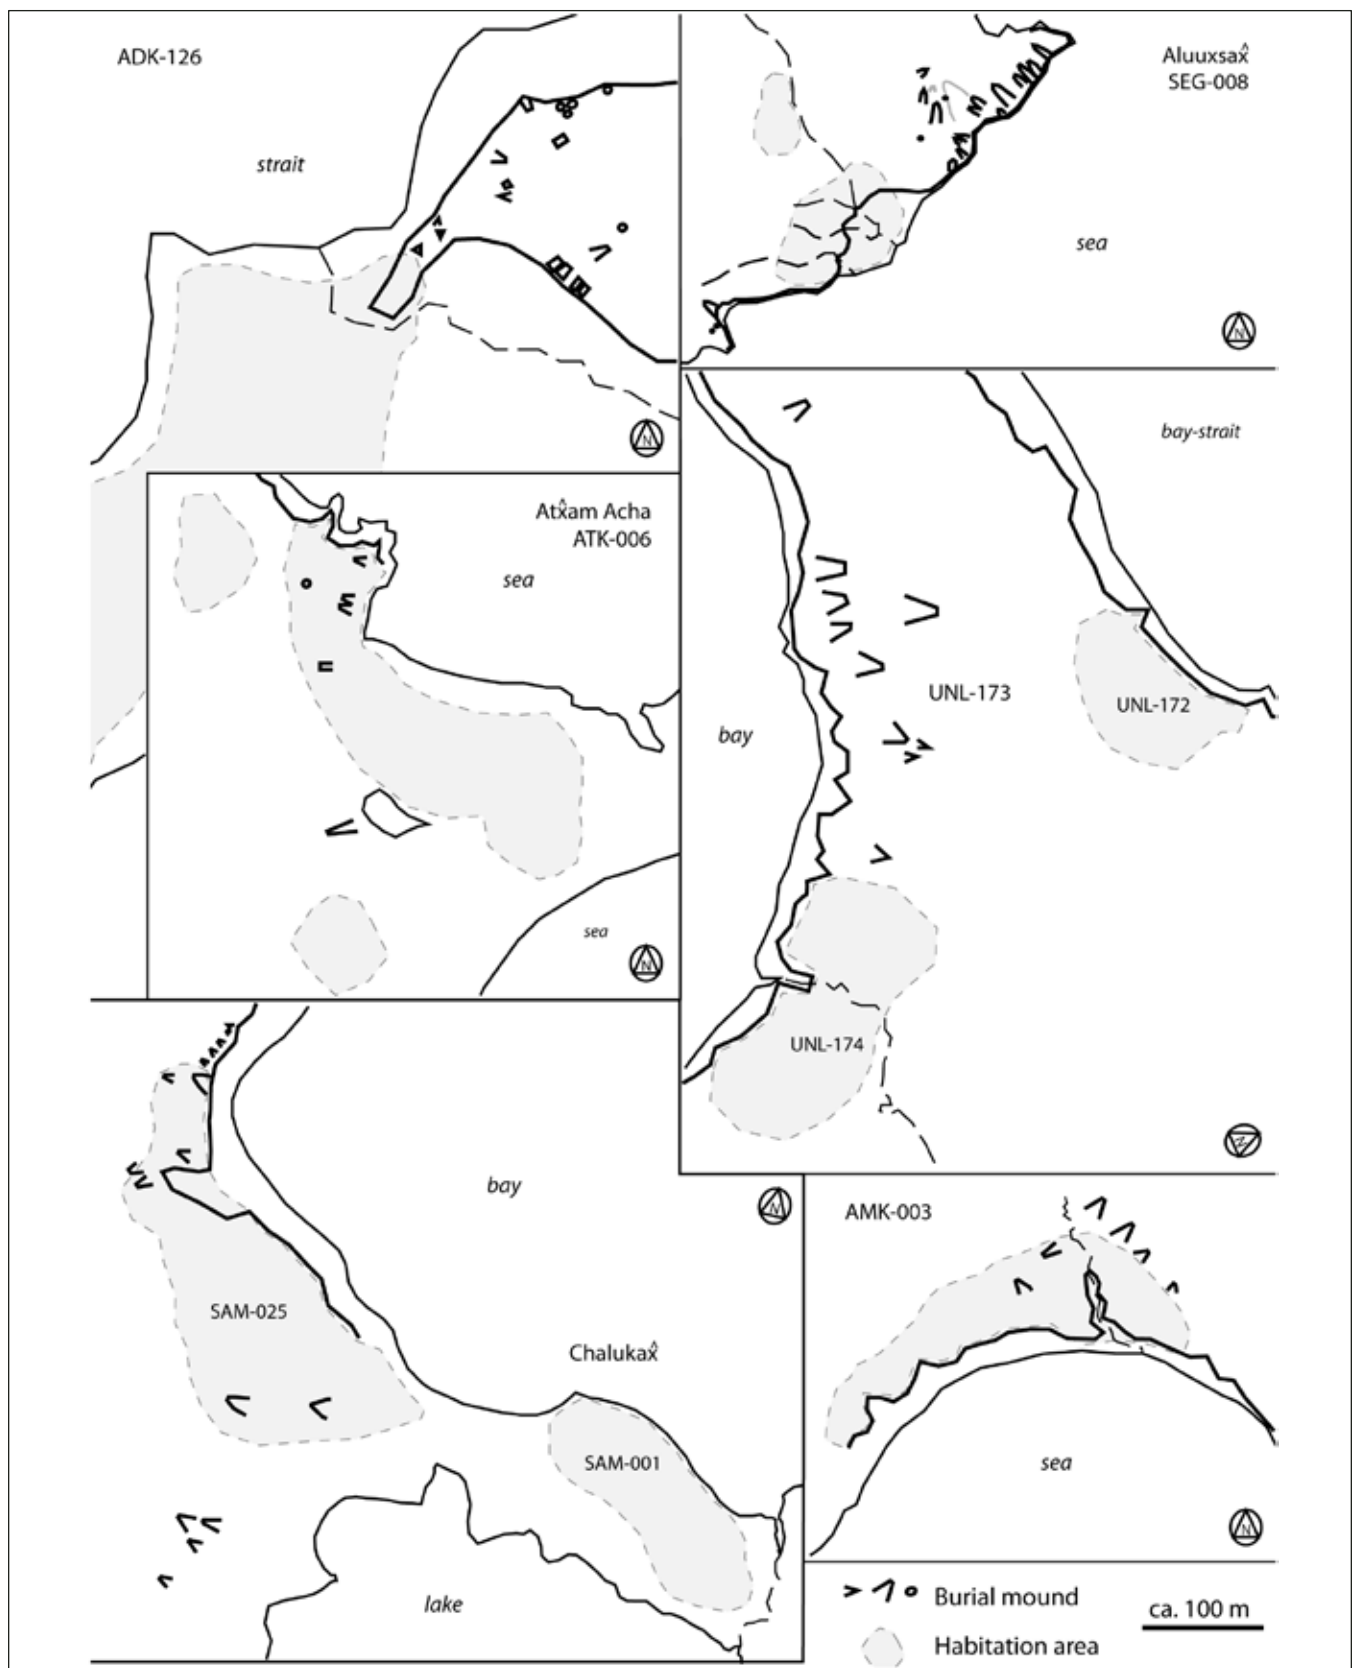 ADK-126
strait
N
Aluuxsax̂
SEG-008
sea
N
Atx̂am Acha
ATK-006
sea
sea
N
bay-strait
UNL-173
UNL-172
bay
UNL-174
N
bay
N
SAM-025
Chalukax̂
SAM-001
lake
AMK-003
sea
N
Burial mound
Habitation area
ca. 100 m